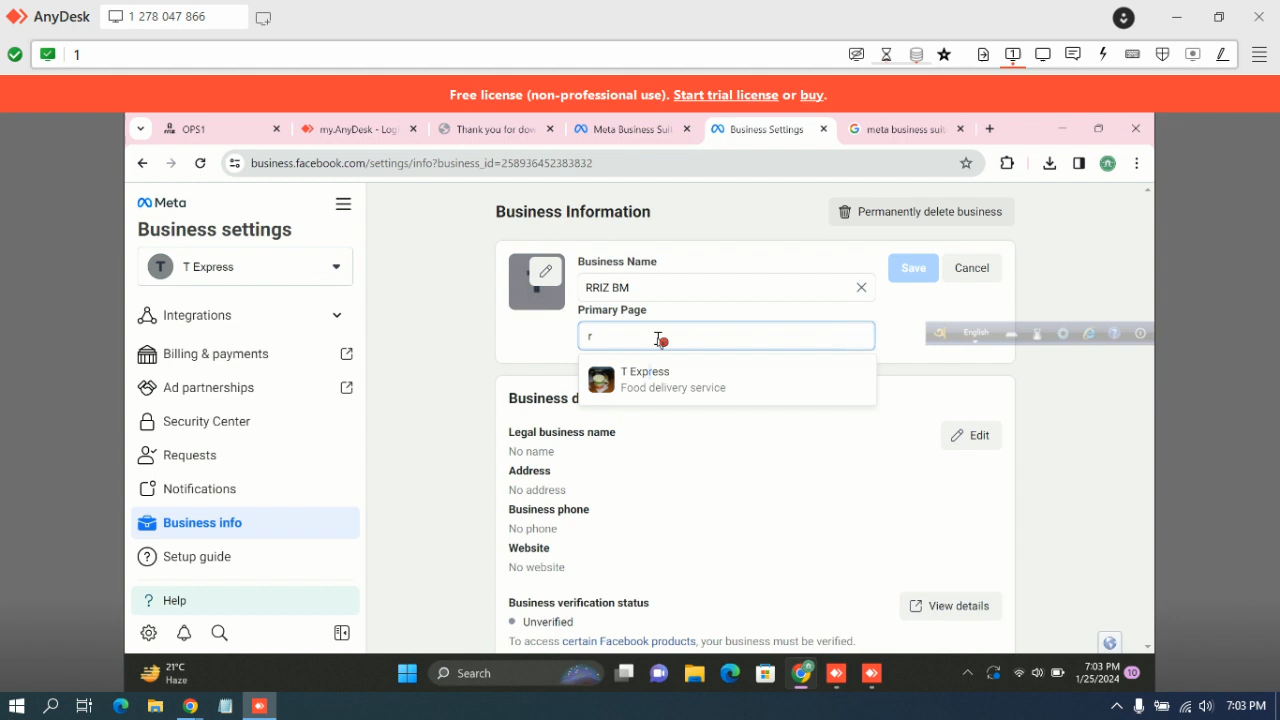 AnyDesk
1 278 047 866
1
Free license (non-professional use). Start trial license or buy.
OPS1
my.AnyDesk - Log
Thank you for dow
Meta Business Suit
Business Settings
meta business suit
business.facebook.com/settings/info?business_id=258936452383832
Meta
Business settings
T
T Express
Integrations
Billing & payments
Ad partnerships
Security Center
Requests
Notifications
Business info
Setup guide
? Help
Business Information
Permanently delete business
Business Name
RRIZ BM
Save
Cancel
Primary Page
r
T Express
Food delivery service
English
Business d
Legal business name
Edit
No name
Address
No address
Business phone
No phone
Website
No website
Business verification status
View details
Unverified
To access certain Facebook products, your business must be verified.
21°C
Haze
Search
7:03 PM
1/25/2024
10
7:03 PM